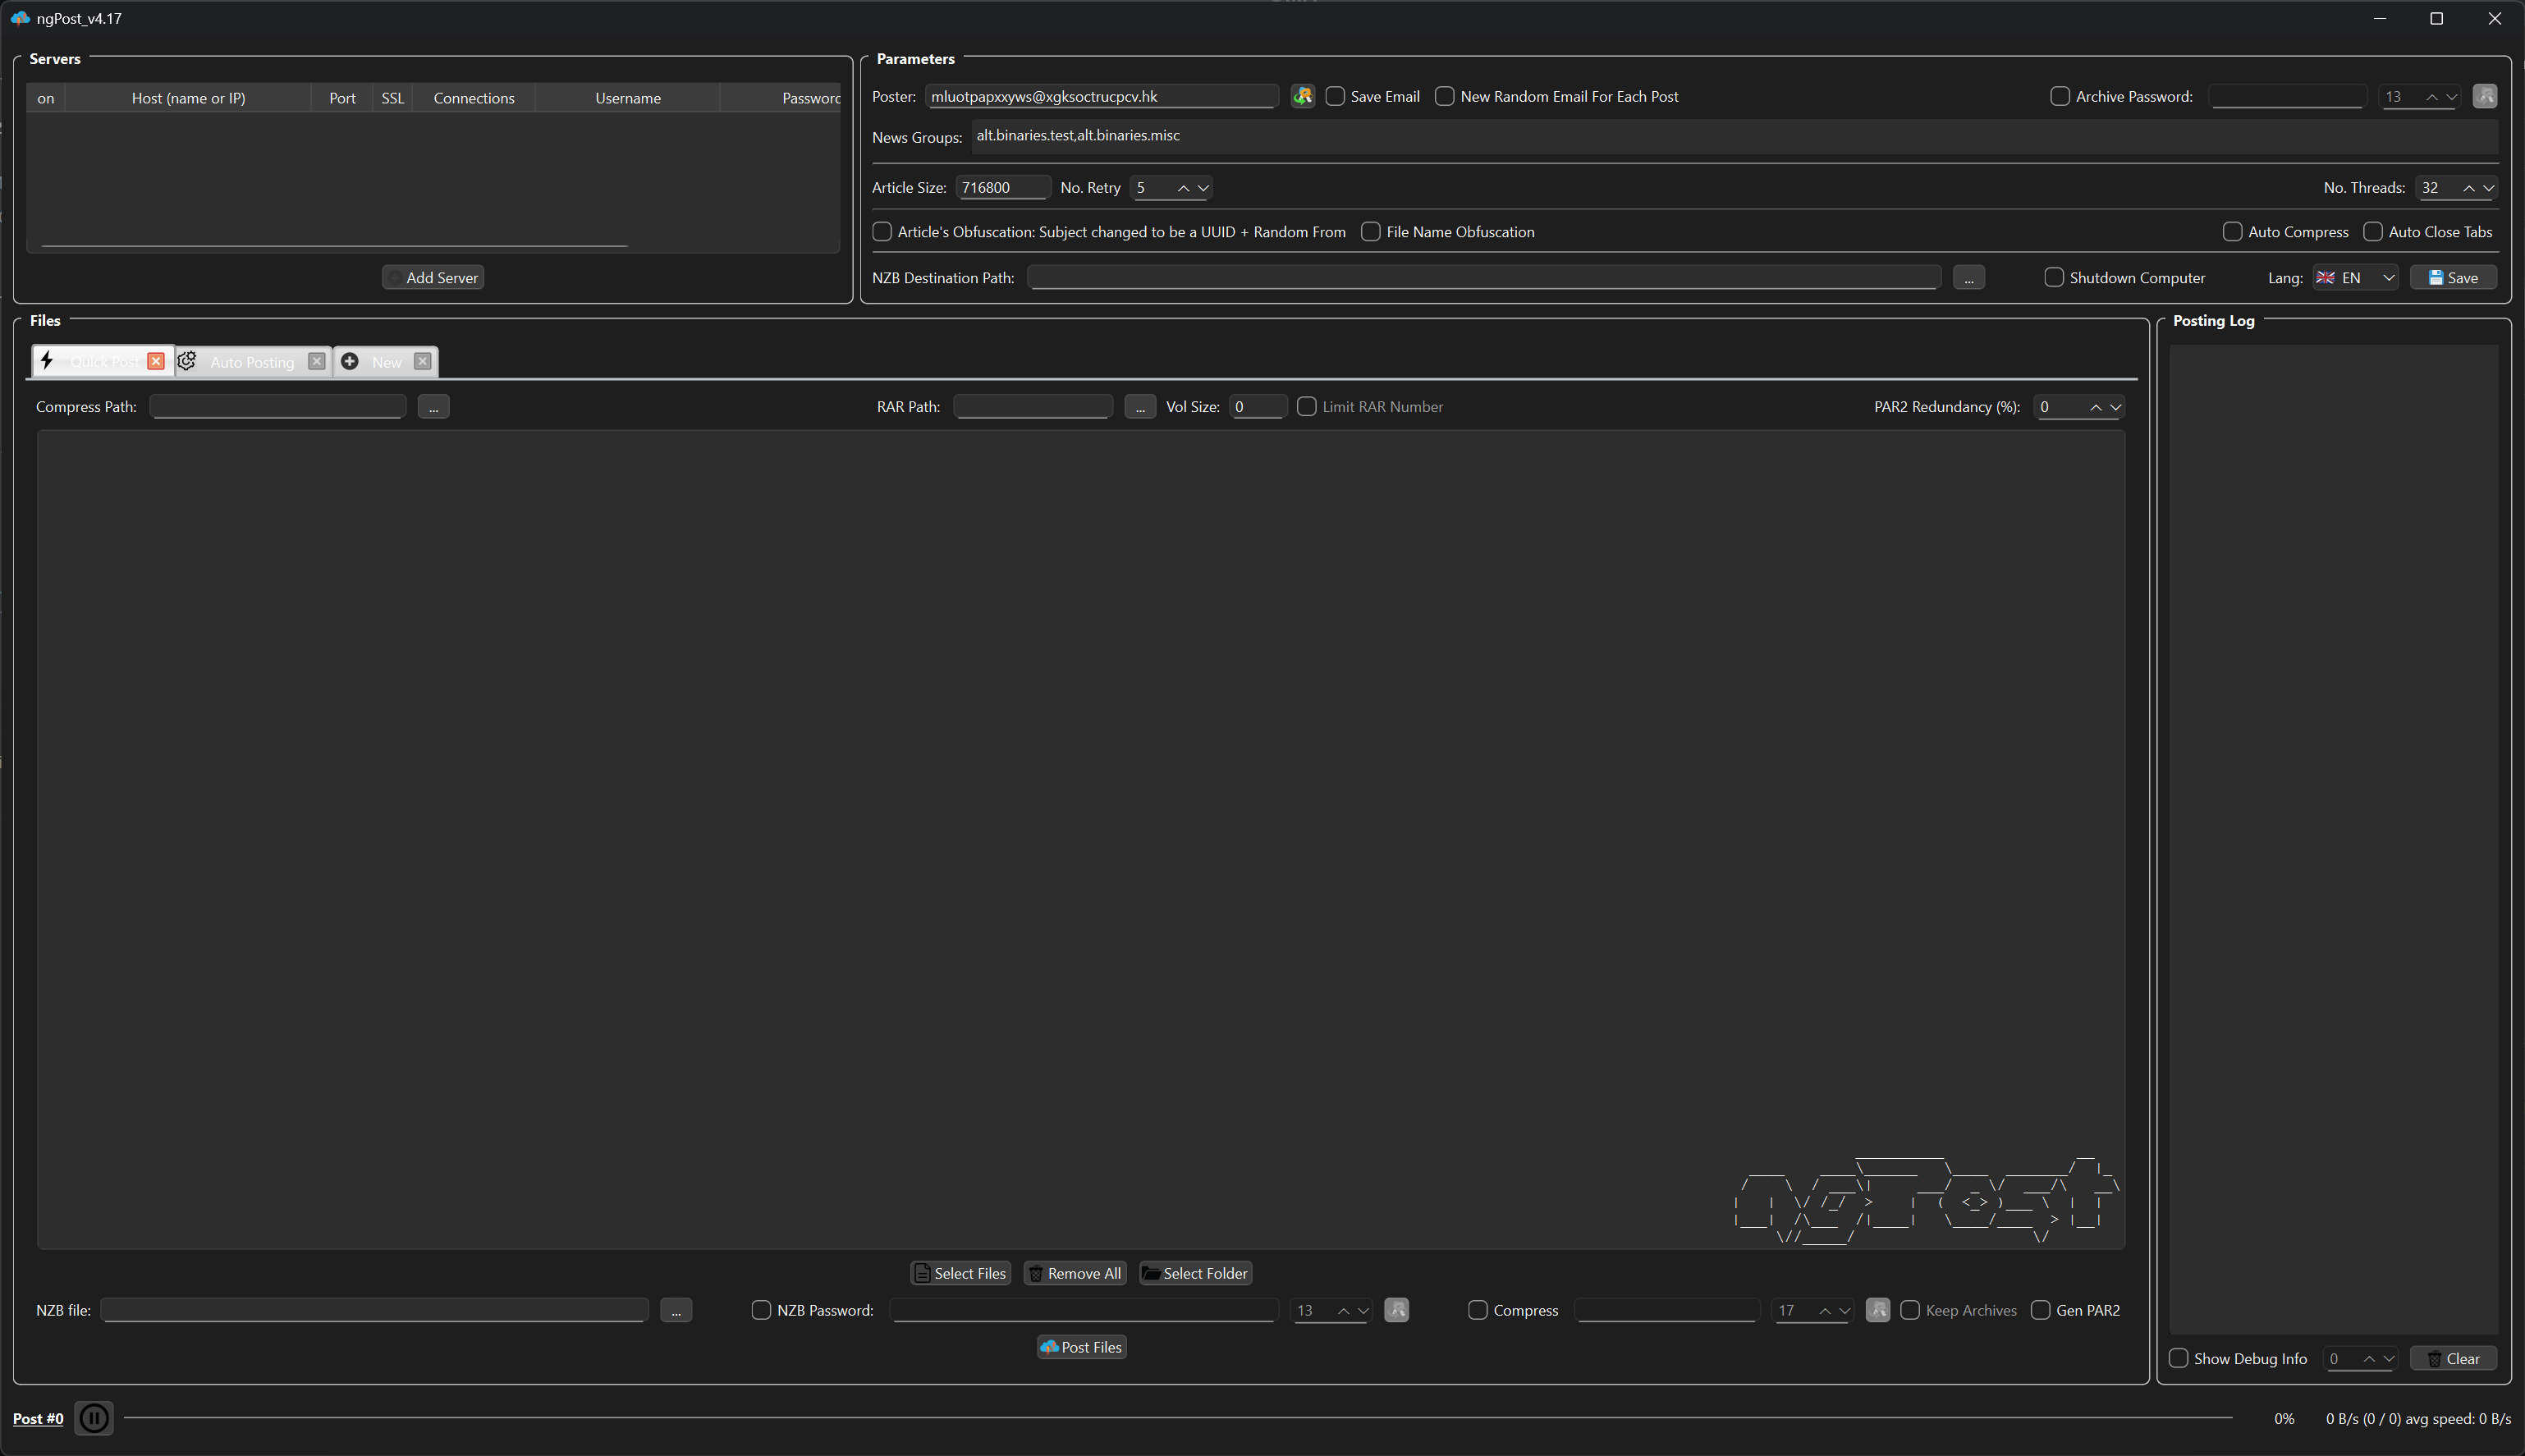 ngPost_v4.17
Servers
on Host (name or IP) Port SSL Connections Username Password
Add Server
Parameters
Poster: mluotpapxxyws@xgksoctrucpcv.hk Save Email New Random Email For Each Post Archive Password: 13
News Groups: alt.binaries.test,alt.binaries.misc
Article Size: 716800 No. Retry 5 No. Threads: 32
Article's Obfuscation: Subject changed to be a UUID + Random From File Name Obfuscation Auto Compress Auto Close Tabs
NZB Destination Path: ... Shutdown Computer Lang: EN Save
Files
Quick Post Auto Posting New
Compress Path: ... RAR Path: ... Vol Size: 0 Limit RAR Number PAR2 Redundancy (%): 0
ngPost
Select Files Remove All Select Folder
NZB file: ... NZB Password: 13 Compress 17 Keep Archives Gen PAR2
Post Files
Posting Log
Show Debug Info 0 Clear
Post #0 0% 0 B/s (0 / 0) avg speed: 0 B/s